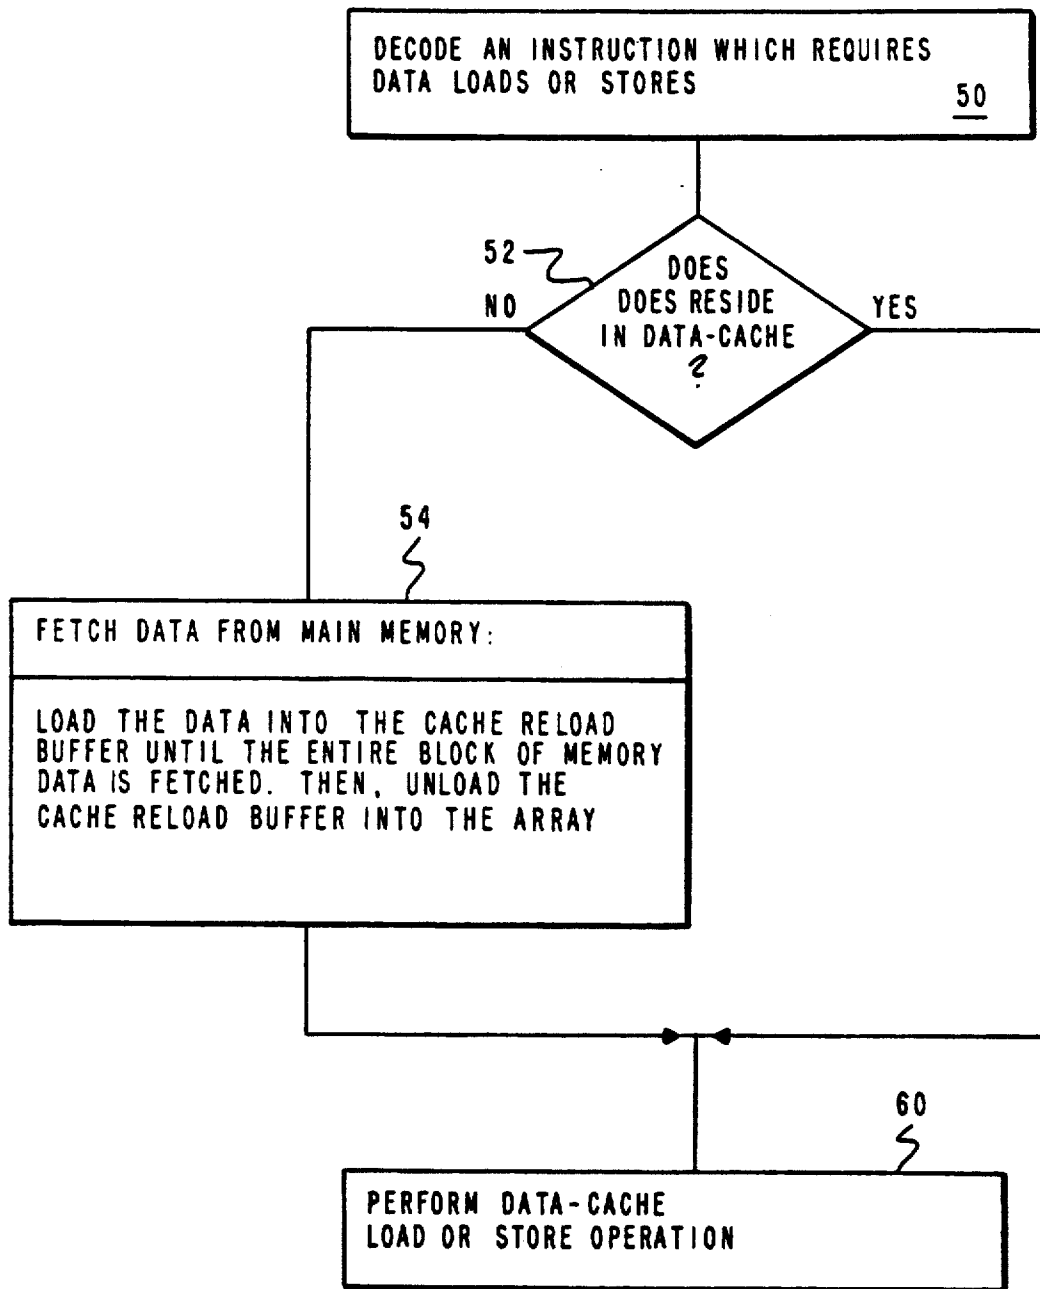 DECODE AN INSTRUCTION WHICH REQUIRES
DATA LOADS OR STORES
50
52
DOES
DOES RESIDE
IN DATA-CACHE
?
NO
YES
54
FETCH DATA FROM MAIN MEMORY:
LOAD THE DATA INTO THE CACHE RELOAD
BUFFER UNTIL THE ENTIRE BLOCK OF MEMORY
DATA IS FETCHED. THEN, UNLOAD THE
CACHE RELOAD BUFFER INTO THE ARRAY
60
PERFORM DATA-CACHE
LOAD OR STORE OPERATION